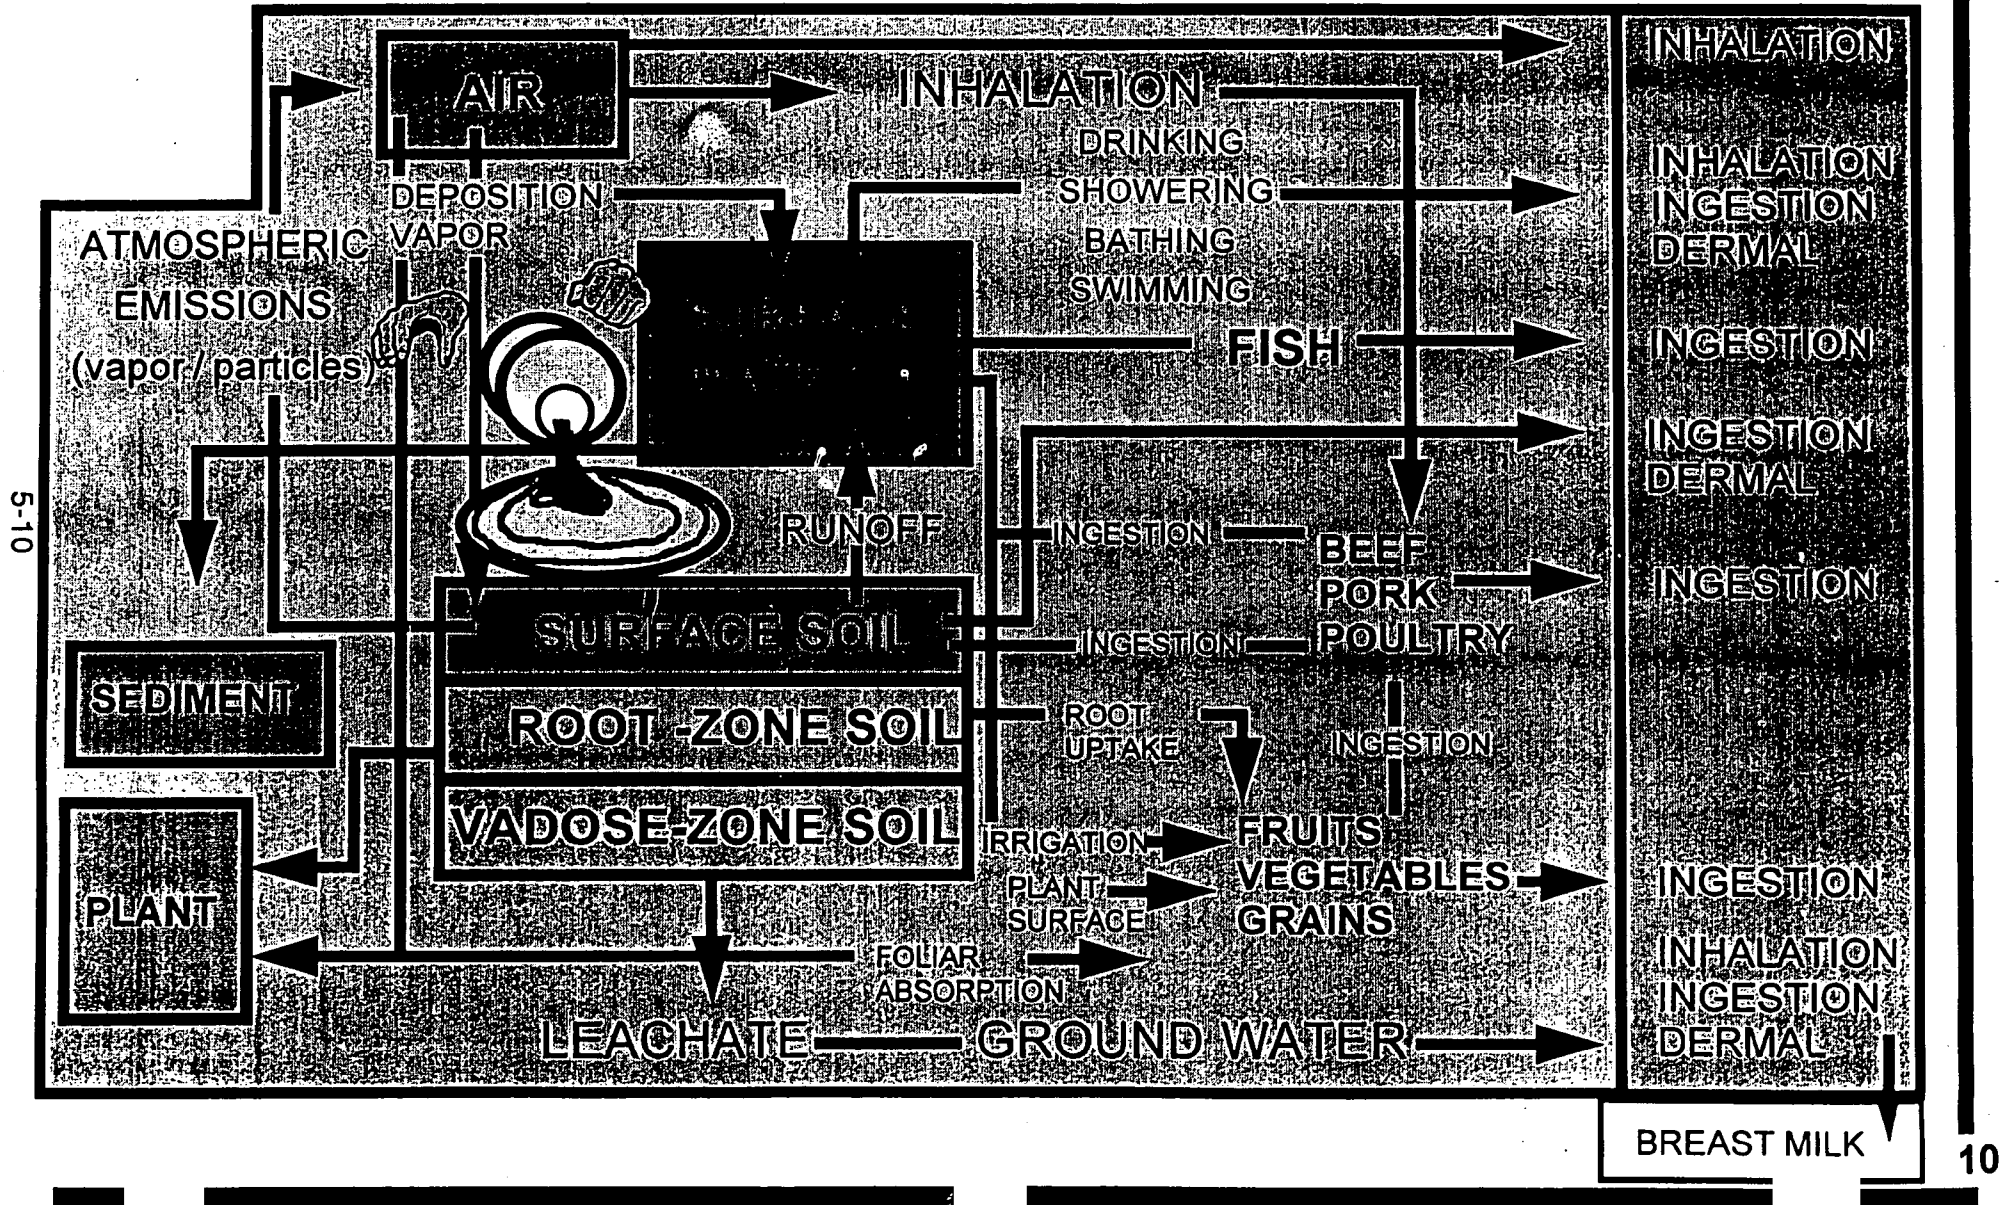 AIR
INHALATION
INHALATION
DRINKING
SHOWERING
BATHING
SWIMMING
INHALATION
INGESTION
DERMAL
DEPOSITION
VAPOR
ATMOSPHERIC
EMISSIONS
(vapor / particles)
FISH
INGESTION
INGESTION
DERMAL
5-10
RUNOFF
INGESTION
BEEF
PORK
POULTRY
INGESTION
SURFACE SOIL
INGESTION
SEDIMENT
ROOT -ZONE SOIL
ROOT
UPTAKE
INGESTION
VADOSE-ZONE SOIL
IRRIGATION
FRUITS
VEGETABLES
GRAINS
PLANT
SURFACE
INGESTION
PLANT
FOLIAR
ABSORPTION
INHALATION
INGESTION
DERMAL
LEACHATE
GROUND WATER
BREAST MILK
10